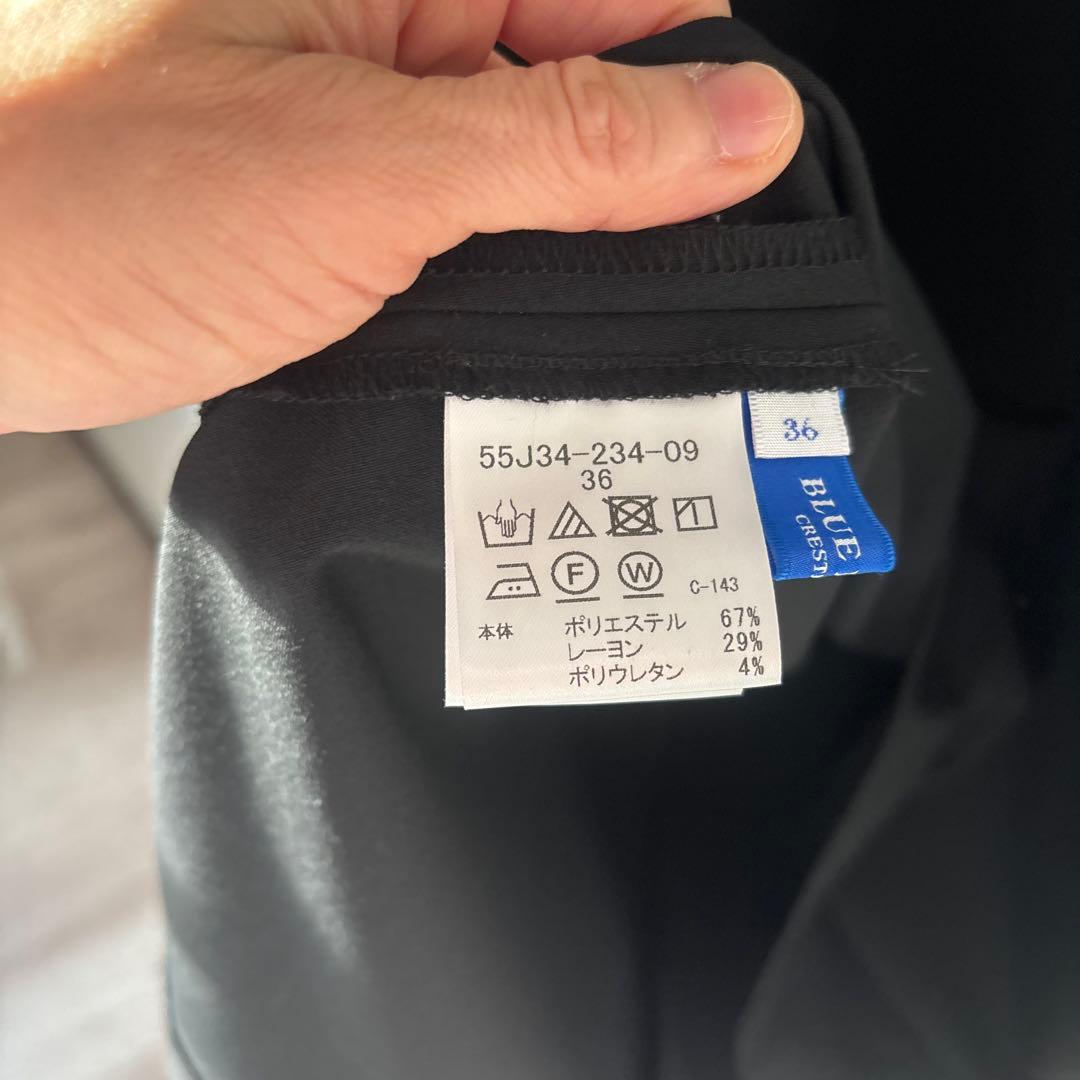 55J34-234-09
36
C-143
本体 ポリエステル 67%
レーヨン 29%
ポリウレタン 4%
F
W
36
BLUE
CREST